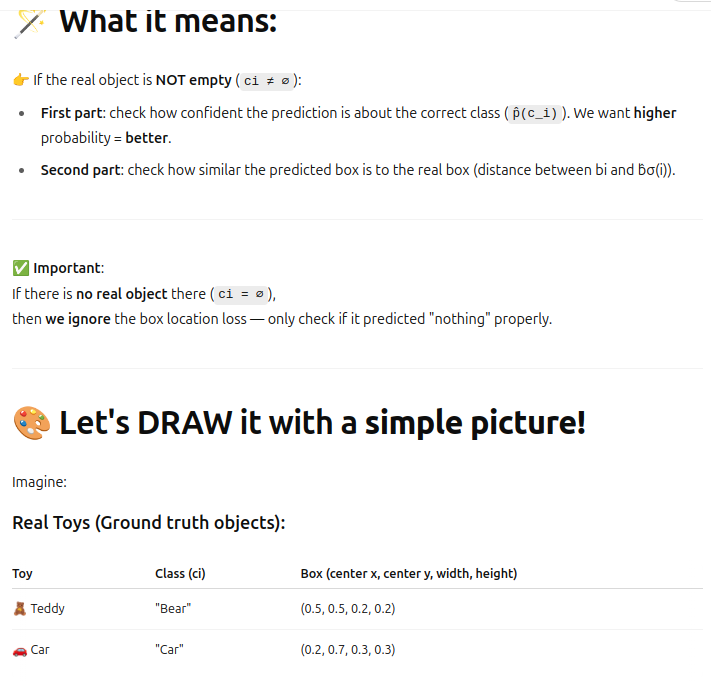 🪄 What it means:
👉 If the real object is NOT empty ( ci ≠ ∅ ):
• First part: check how confident the prediction is about the correct class ( p̂(c_i) ). We want higher
probability = better.
• Second part: check how similar the predicted box is to the real box (distance between bi and b̂σ(i)).
✅ Important:
If there is no real object there ( ci = ∅ ),
then we ignore the box location loss — only check if it predicted "nothing" properly.
🎨 Let's DRAW it with a simple picture!
Imagine:
Real Toys (Ground truth objects):
Toy Class (ci) Box (center x, center y, width, height)
🧸 Teddy "Bear" (0.5, 0.5, 0.2, 0.2)
🚗 Car "Car" (0.2, 0.7, 0.3, 0.3)